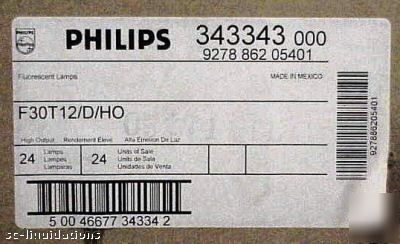 PHILIPS
PHILIPS
343343 000
9278 862 05401
Fluorescent Lamps
MADE IN MEXICO
F30T12/D/HO
High Output Rendement Eleve Alta Emision De Luz
24 Lamps Lampes Lamparas
24 Units of Sale Unités de Sale Unidades de Venta
927886205401
5 00 46677 34334 2
sc-liquidations